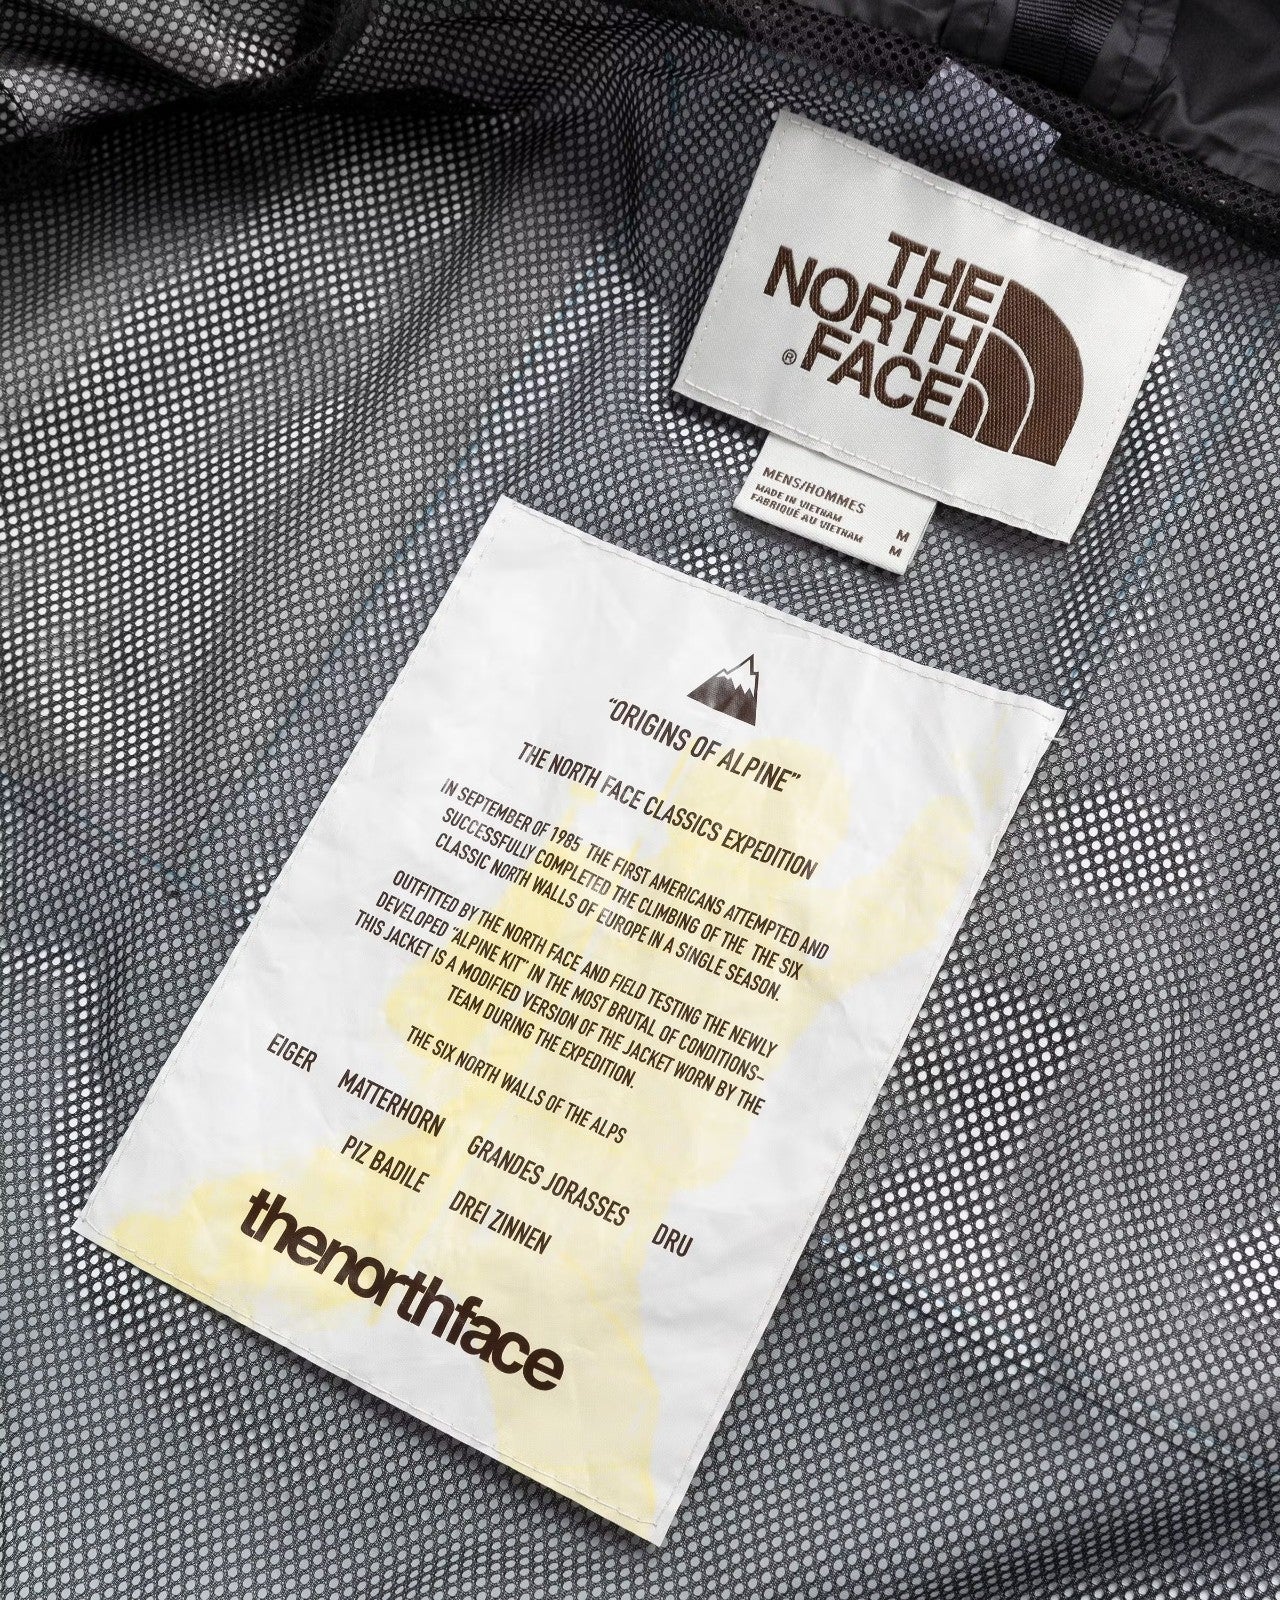 THE
NORTH
FACE
®
MENS/HOMMES
MADE IN VIETNAM M
FABRIQUÉ AU VIETNAM M
"ORIGINS OF ALPINE"
THE NORTH FACE CLASSICS EXPEDITION
IN SEPTEMBER OF 1985 THE FIRST AMERICANS ATTEMPTED AND
SUCCESSFULLY COMPLETED THE CLIMBING OF THE THE SIX
CLASSIC NORTH WALLS OF EUROPE IN A SINGLE SEASON.
OUTFITTED BY THE NORTH FACE AND FIELD TESTING THE NEWLY
DEVELOPED "ALPINE KIT" IN THE MOST BRUTAL OF CONDITIONS-
THIS JACKET IS A MODIFIED VERSION OF THE JACKET WORN BY THE
TEAM DURING THE EXPEDITION.
THE SIX NORTH WALLS OF THE ALPS
EIGER MATTERHORN GRANDES JORASSES DRU
PIZ BADILE DREI ZINNEN
thenorthface